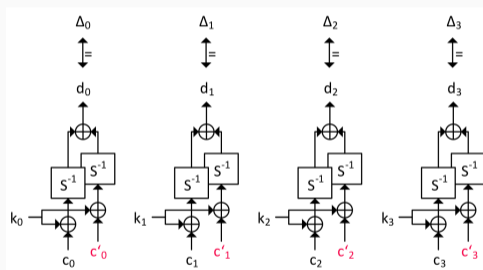 Δ₀ Δ₁ Δ₂ Δ₃
= = = =
d₀ d₁ d₂ d₃
S⁻¹ S⁻¹ S⁻¹ S⁻¹
S⁻¹ S⁻¹ S⁻¹ S⁻¹
k₀ k₁ k₂ k₃
c₀ c'₀ c₁ c'₁ c₂ c'₂ c₃ c'₃